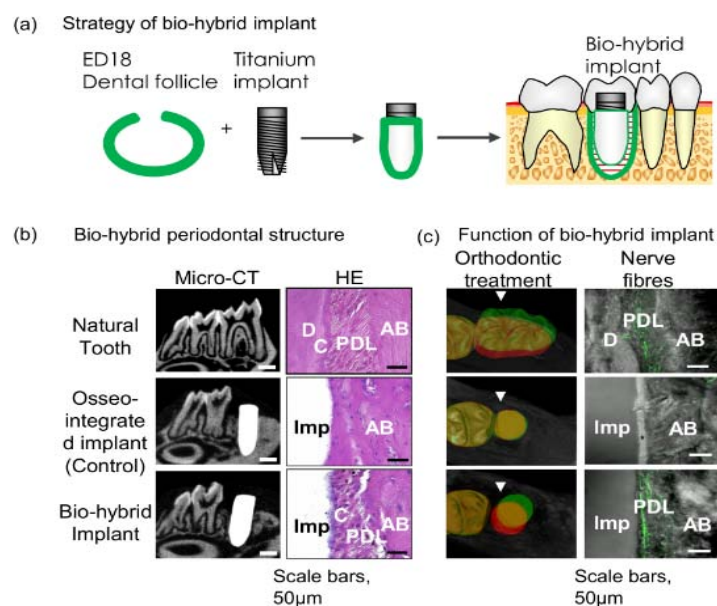 (a) Strategy of bio-hybrid implant
ED18
Dental follicle
+
Titanium
implant
Bio-hybrid
implant
(b) Bio-hybrid periodontal structure
Micro-CT HE
Natural
Tooth
D
C
PDL
AB
Osseo-
integrate
d implant
(Control)
Imp AB
Bio-hybrid
Implant
Imp
C
PDL
AB
Scale bars,
50µm
(c) Function of bio-hybrid implant
Orthodontic
treatment
Nerve
fibres
D
PDL
AB
Imp AB
Imp
PDL
AB
Scale bars,
50µm